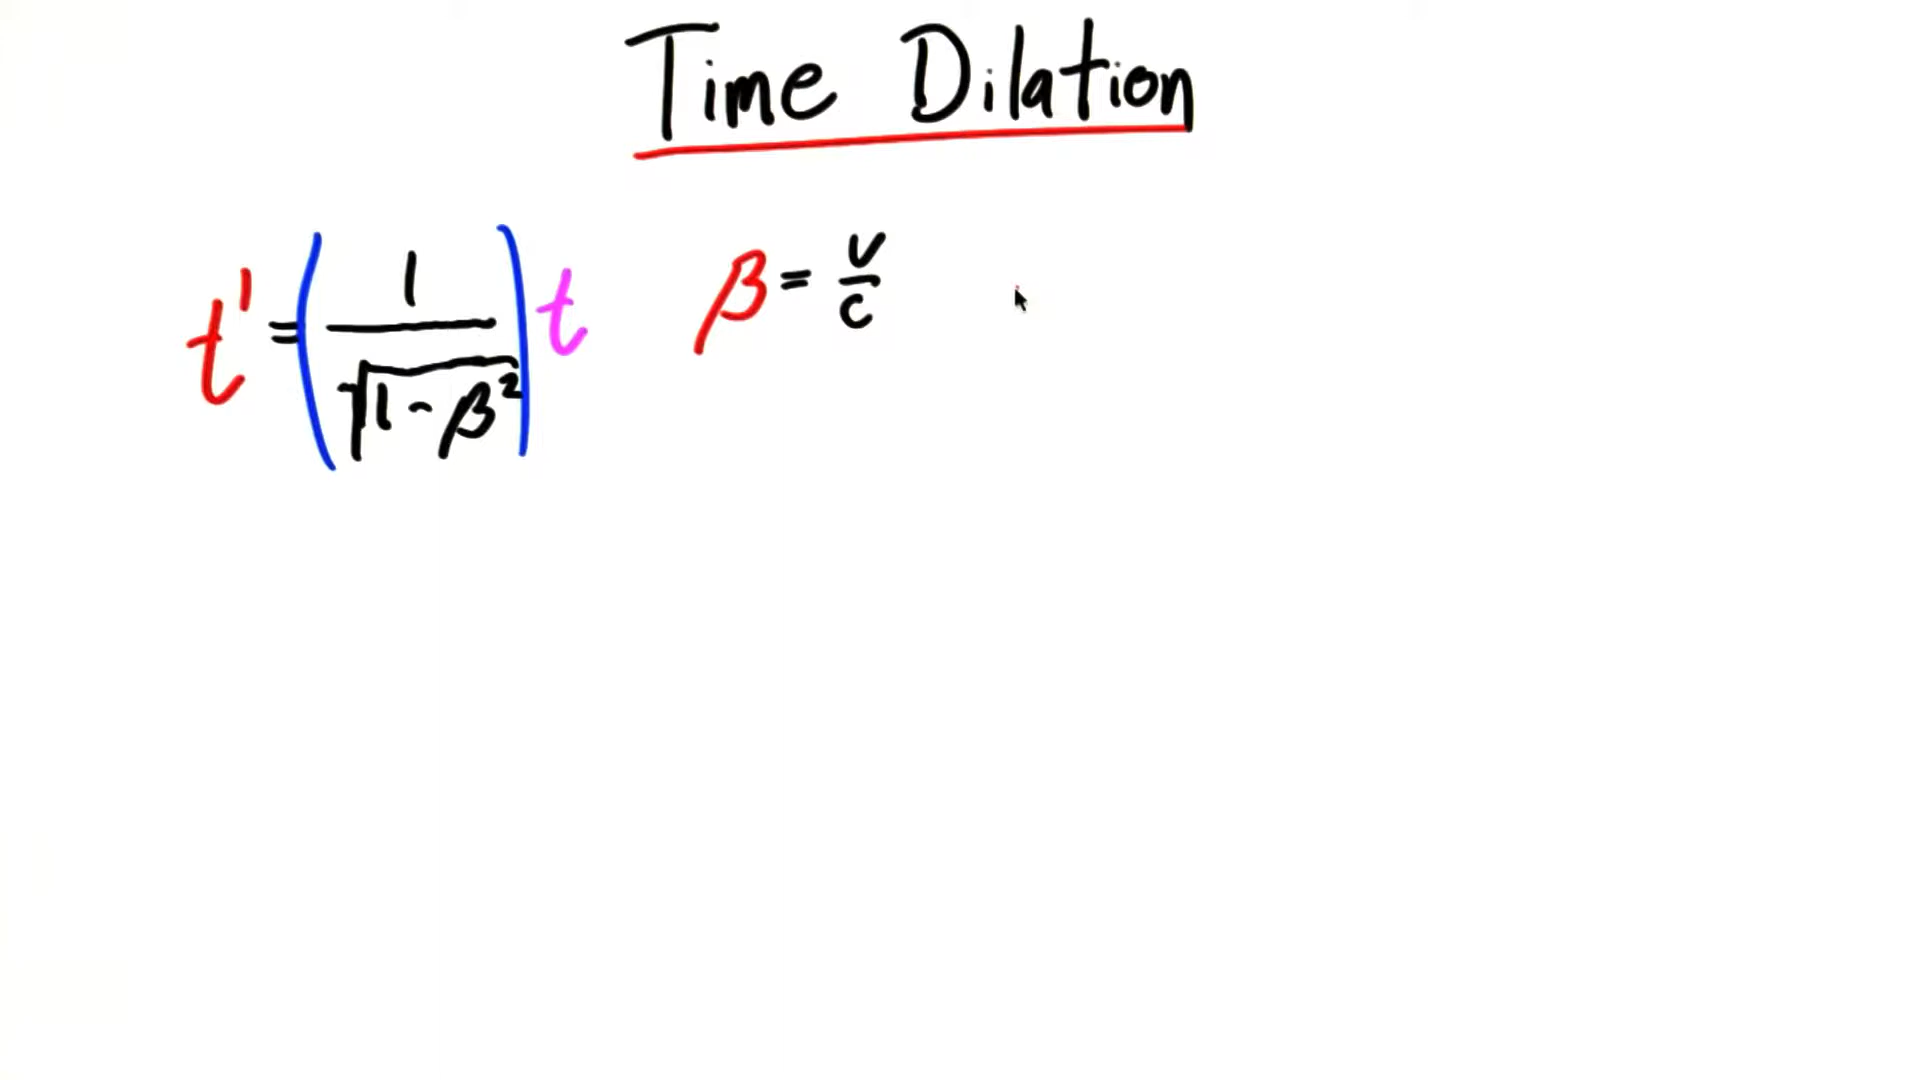 Time Dilation
t' = (1/√(1-β²)) t β = v/c